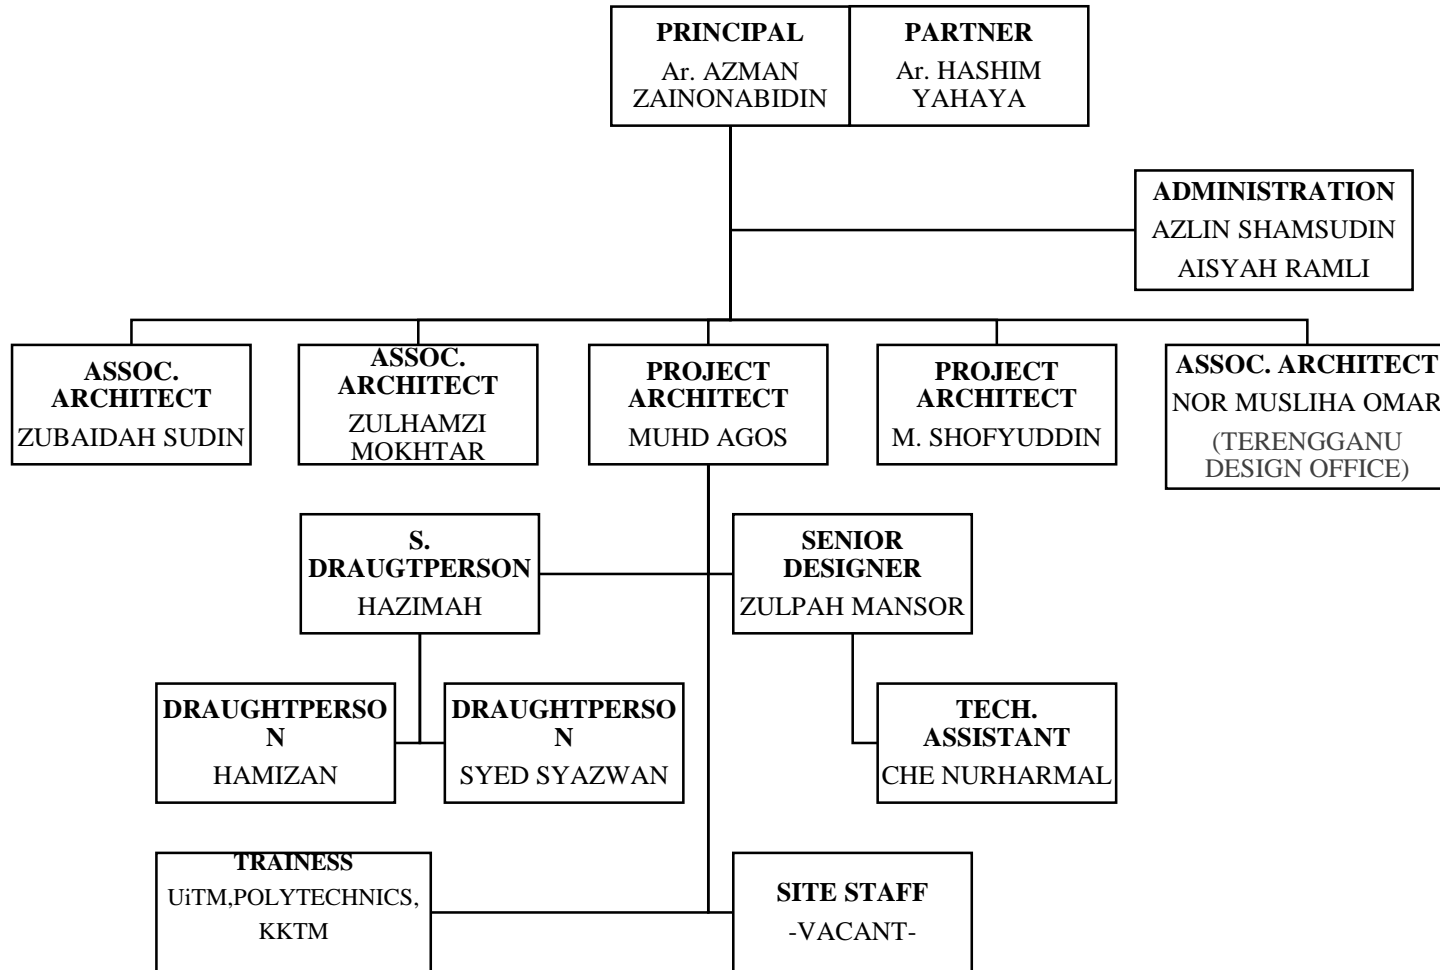 PRINCIPAL
Ar. AZMAN
ZAINONABIDIN
PARTNER
Ar. HASHIM
YAHAYA
ADMINISTRATION
AZLIN SHAMSUDIN
AISYAH RAMLI
ASSOC.
ARCHITECT
ZUBAIDAH SUDIN
ASSOC.
ARCHITECT
ZULHAMZI
MOKHTAR
PROJECT
ARCHITECT
MUHD AGOS
PROJECT
ARCHITECT
M. SHOFYUDDIN
ASSOC. ARCHITECT
NOR MUSLIHA OMAR
(TERENGGANU
DESIGN OFFICE)
S.
DRAUGTPERSON
HAZIMAH
SENIOR
DESIGNER
ZULPAH MANSOR
DRAUGHTPERSO
N
HAMIZAN
DRAUGHTPERSO
N
SYED SYAZWAN
TECH.
ASSISTANT
CHE NURHARMAL
TRAINESS
UiTM,POLYTECHNICS,
KKTM
SITE STAFF
-VACANT-